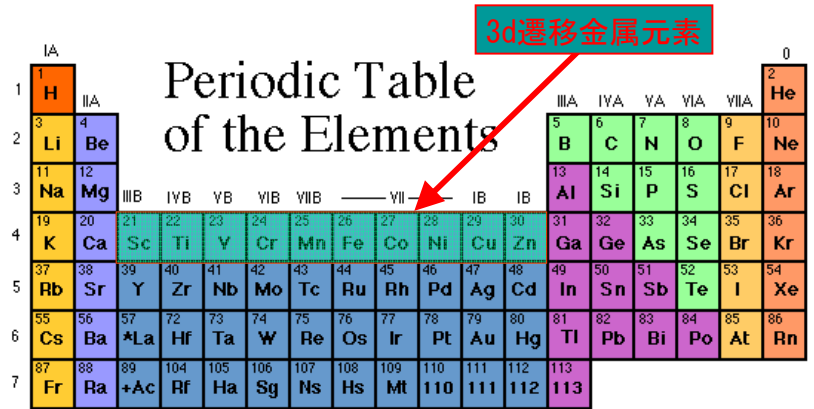 3d遷移金属元素
IA
0
Periodic Table
of the Elements
1 1 H IIA IIIA IVA VA VIA VIIA 2 He
2 3 Li 4 Be 5 B 6 C 7 N 8 O 9 F 10 Ne
3 11 Na 12 Mg IIIB IVB VB VIB VIIB VII IB IB 13 Al 14 Si 15 P 16 S 17 Cl 18 Ar
4 19 K 20 Ca 21 Sc 22 Ti 23 V 24 Cr 25 Mn 26 Fe 27 Co 28 Ni 29 Cu 30 Zn 31 Ga 32 Ge 33 As 34 Se 35 Br 36 Kr
5 37 Rb 38 Sr 39 Y 40 Zr 41 Nb 42 Mo 43 Tc 44 Ru 45 Rh 46 Pd 47 Ag 48 Cd 49 In 50 Sn 51 Sb 52 Te 53 I 54 Xe
6 55 Cs 56 Ba 57 *La 72 Hf 73 Ta 74 W 75 Re 76 Os 77 Ir 78 Pt 79 Au 80 Hg 81 Tl 82 Pb 83 Bi 84 Po 85 At 86 Rn
7 87 Fr 88 Ra 89 +Ac 104 Rf 105 Ha 106 Sg 107 Ns 108 Hs 109 Mt 110 110 111 111 112 112 113 113